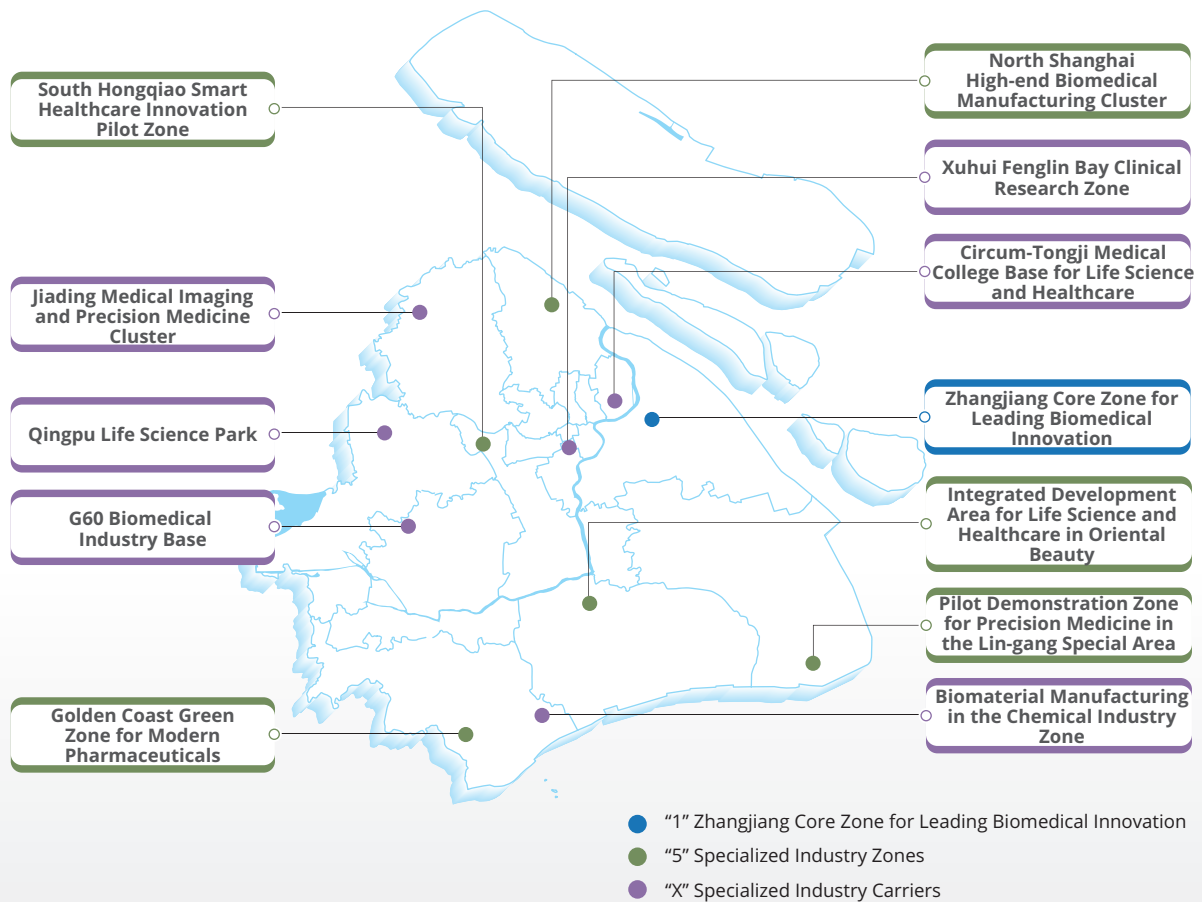 South Hongqiao Smart
Healthcare Innovation
Pilot Zone
Jiading Medical Imaging
and Precision Medicine
Cluster
Qingpu Life Science Park
G60 Biomedical
Industry Base
Golden Coast Green
Zone for Modern
Pharmaceuticals
North Shanghai
High-end Biomedical
Manufacturing Cluster
Xuhui Fenglin Bay Clinical
Research Zone
Circum-Tongji Medical
College Base for Life Science
and Healthcare
Zhangjiang Core Zone for
Leading Biomedical
Innovation
Integrated Development
Area for Life Science and
Healthcare in Oriental
Beauty
Pilot Demonstration Zone
for Precision Medicine in
the Lin-gang Special Area
Biomaterial Manufacturing
in the Chemical Industry
Zone
“1” Zhangjiang Core Zone for Leading Biomedical Innovation
“5” Specialized Industry Zones
“X” Specialized Industry Carriers